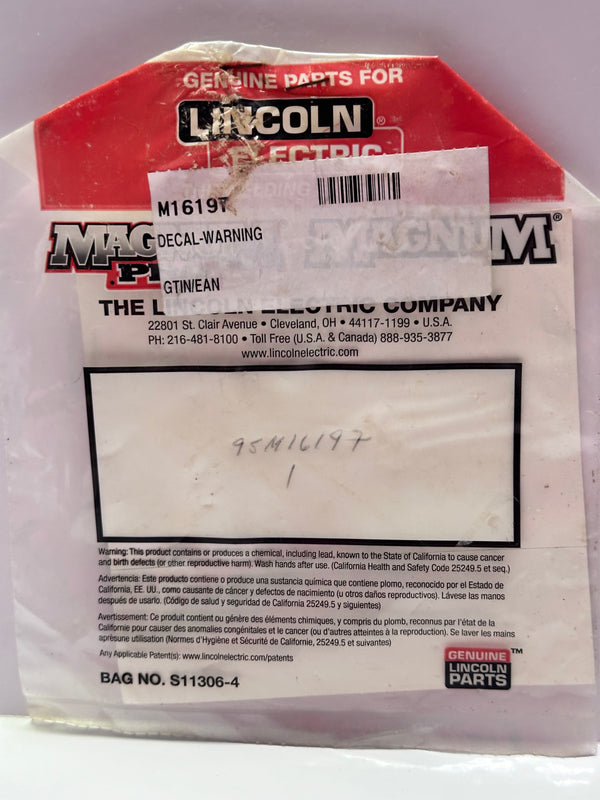 GENUINE PARTS FOR
LINCOLN ®
ELECTRIC
M16197
DECAL-WARNING
GTIN/EAN
MAGNUM®
THE LINCOLN ELECTRIC COMPANY
22801 St. Clair Avenue • Cleveland, OH • 44117-1199 • U.S.A.
PH: 216-481-8100 • Toll Free (U.S.A. & Canada) 888-935-3877
www.lincolnelectric.com
95M16197
1
Warning: This product contains or produces a chemical, including lead, known to the State of California to cause cancer
and birth defects (or other reproductive harm). Wash hands after use. (California Health and Safety Code 25249.5 et seq.)
Advertencia: Este producto contiene o produce una sustancia química que contiene plomo, reconocido por el Estado de
California, EE. UU., como causante de cáncer y defectos de nacimiento (u otros daños reproductivos). Lávese las manos
después de usarlo. (Código de salud y seguridad de California 25249.5 y siguientes)
Avertissement: Ce produit contient ou génère des éléments chimiques, y compris du plomb, reconnus par l'état de la
Californie pour causer des anomalies congénitales et le cancer (ou d'autres atteintes à la reproduction). Se laver les mains
après une utilisation (Normes d'Hygiène et Sécurité de Californie, 25249.5 et suivantes)
Any Applicable Patent(s): www.lincolnelectric.com/patents
BAG NO. S11306-4
GENUINE ™
LINCOLN
PARTS